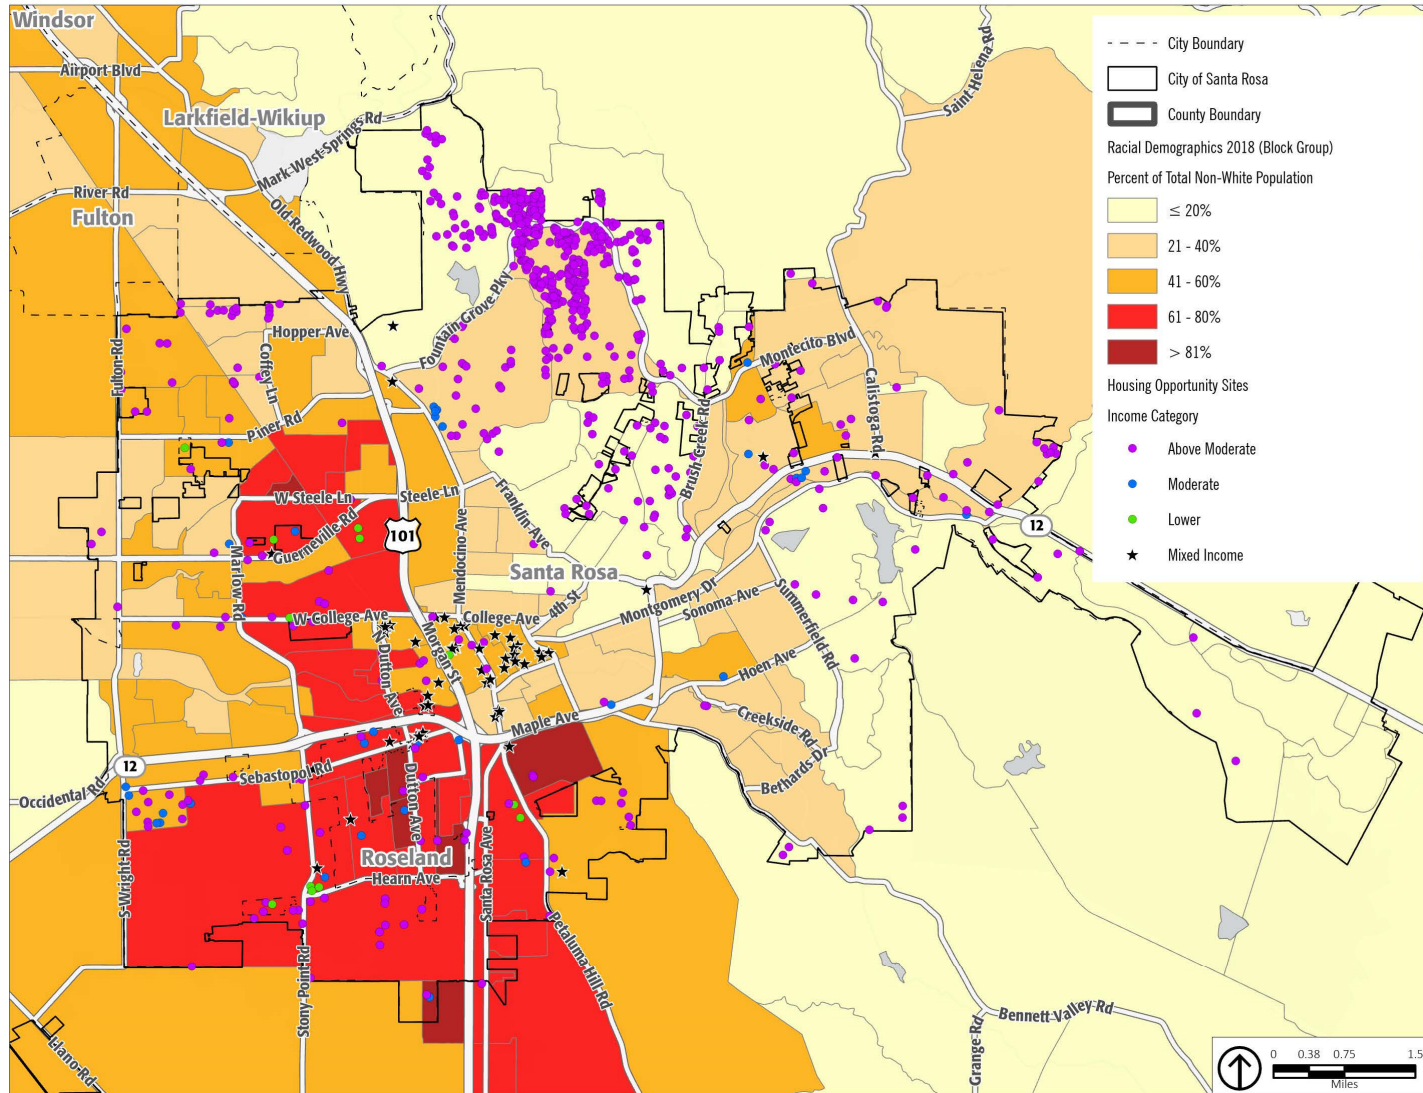 Windsor
Airport Blvd
Larkfield-Wikiup
Mark West Springs Rd
River Rd
Fulton
Old Redwood Hwy
Saint Helena Rd
Hopper Ave
Fountain Grove Pky
Coffey Ln
Fulton Rd
Piner Rd
Montecito Blvd
Calistoga Rd
Brush Creek Rd
W Steele Ln
Steele Ln
Franklin Ave
Guerneville Rd
101
Mendocino Ave
Marlow Rd
Santa Rosa
12
W College Ave
College Ave
4th St
Montgomery Dr
Sonoma Ave
Summerfield Rd
N Dutton Ave
Morgan St
Hoen Ave
Maple Ave
Creekside Rd
Bethards Dr
12
Sebastopol Rd
Occidental Rd
Dutton Ave
Roseland
Hearn Ave
Santa Rosa Ave
S Wright Rd
Stony Point Rd
Petaluma Hill Rd
Llano Rd
Grange Rd
Bennett Valley Rd
City Boundary
City of Santa Rosa
County Boundary
Racial Demographics 2018 (Block Group)
Percent of Total Non-White Population
≤ 20%
21 - 40%
41 - 60%
61 - 80%
> 81%
Housing Opportunity Sites
Income Category
Above Moderate
Moderate
Lower
Mixed Income
0 0.38 0.75 1.5
Miles